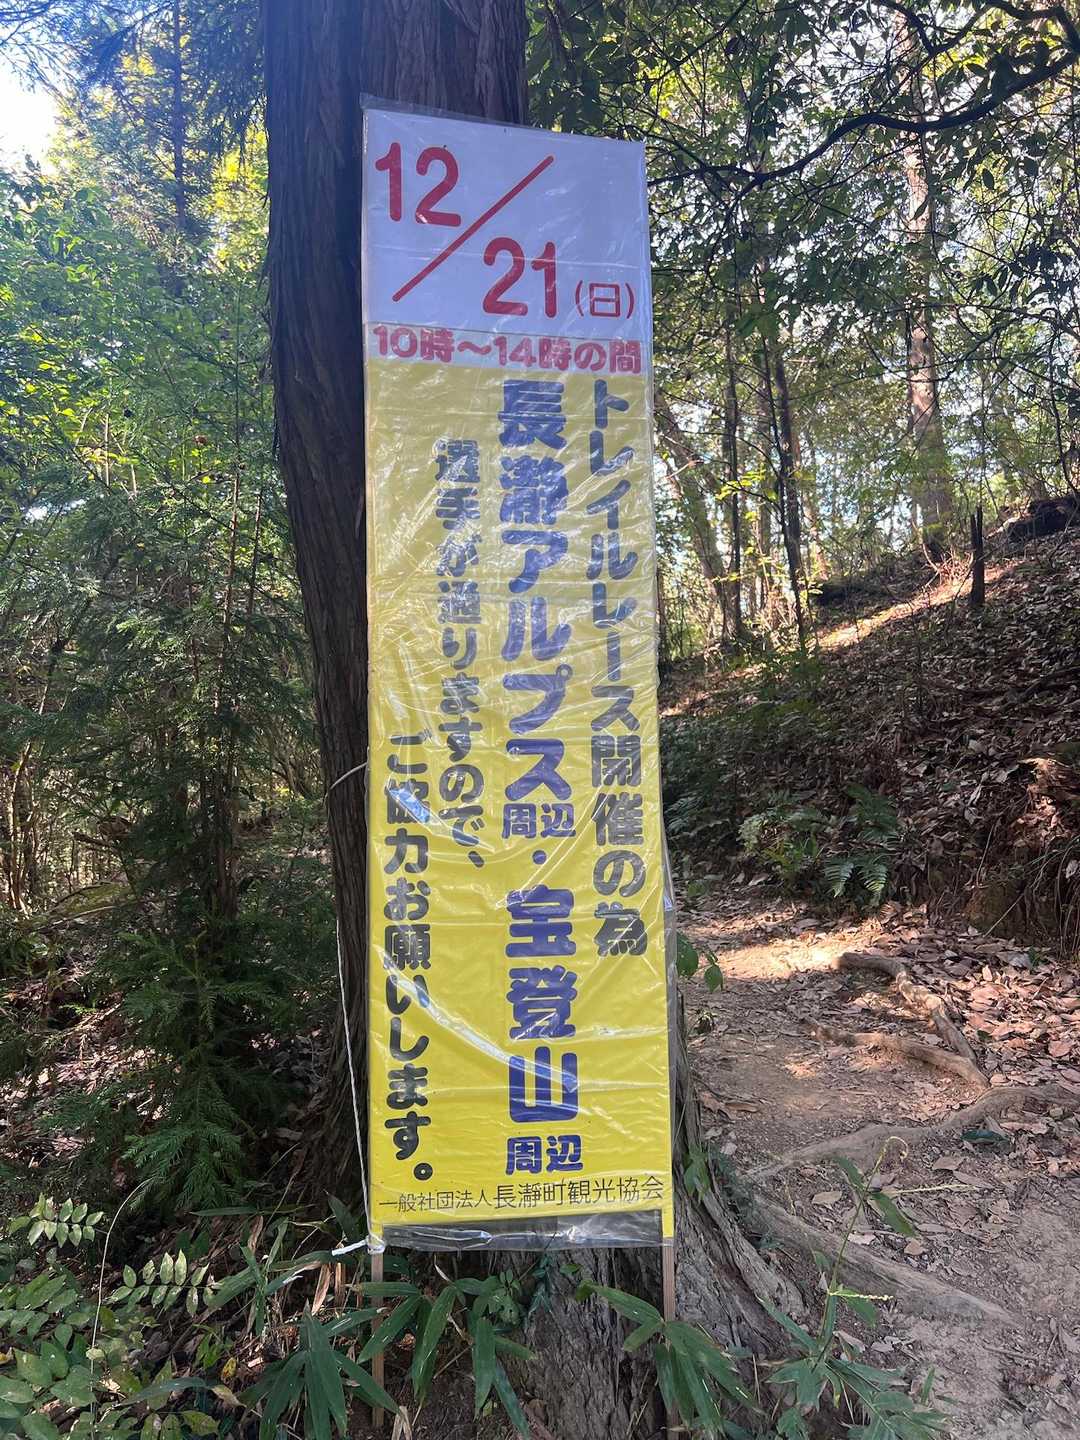 12/21(日)
10時～14時の間
トレイルレース開催の為
長瀞アルプス周辺・宝登山周辺
選手が通りますので、
ご協力お願いします。
一般社団法人長瀞町観光協会